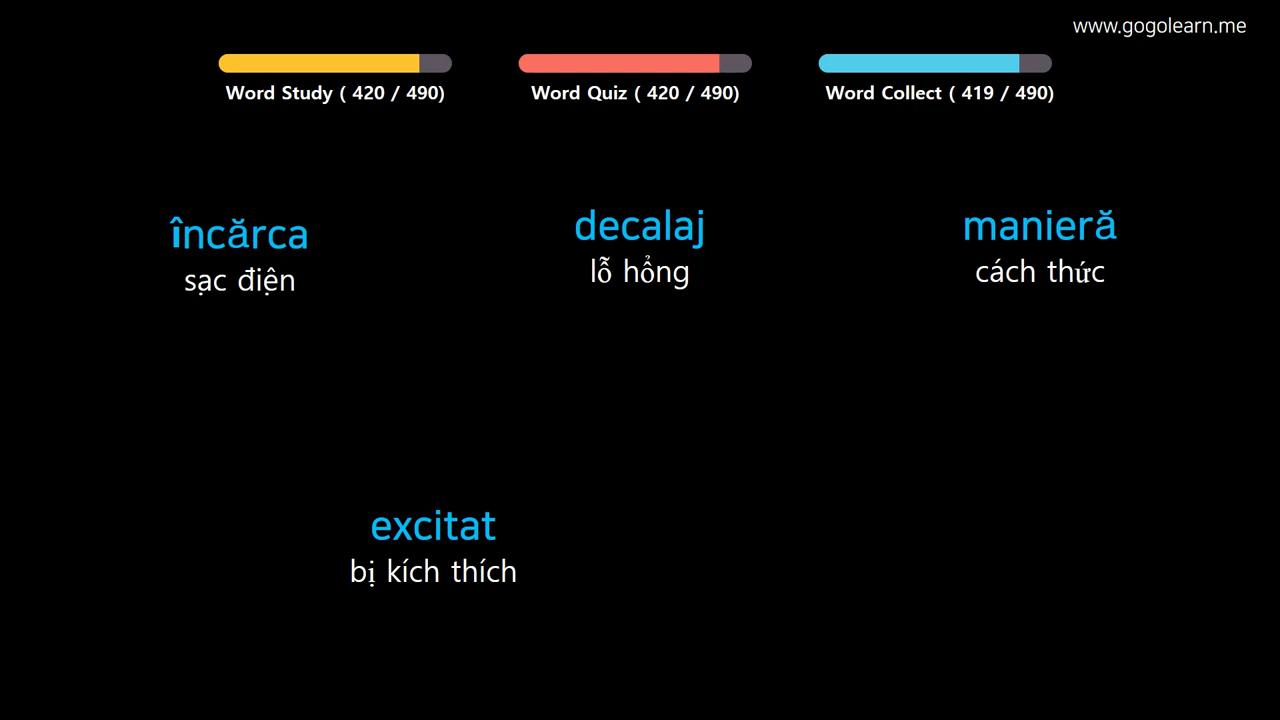 www.gogolearn.me
Word Study ( 420 / 490)
Word Quiz ( 420 / 490)
Word Collect ( 419 / 490)
încărca
sạc điện
decalaj
lỗ hổng
manieră
cách thức
excitat
bị kích thích